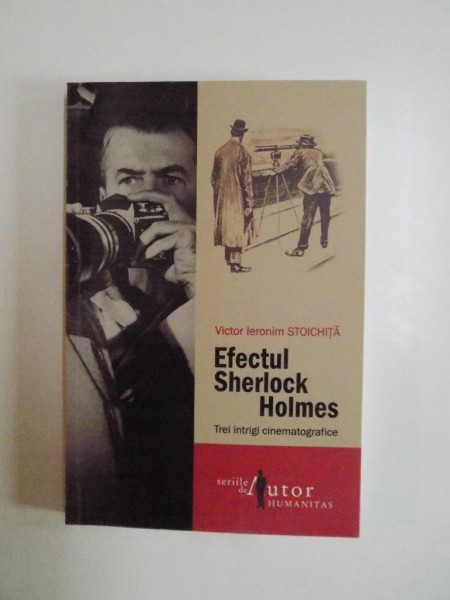 Victor Ieronim STOICHIȚĂ
Efectul
Sherlock
Holmes
Trei intrigi cinematografice
seriile
de Autor
HUMANITAS